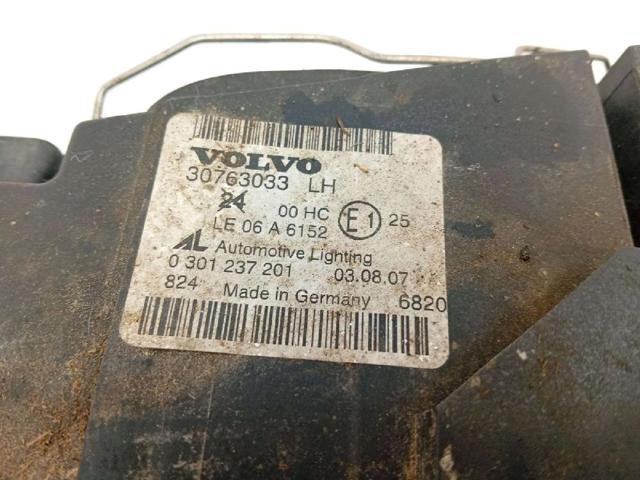 VOLVO
30763033 LH
24 00 HC E1 25
LE 06 A 6152
AL Automotive Lighting
0 301 237 201 03.08.07
824 Made in Germany 6820